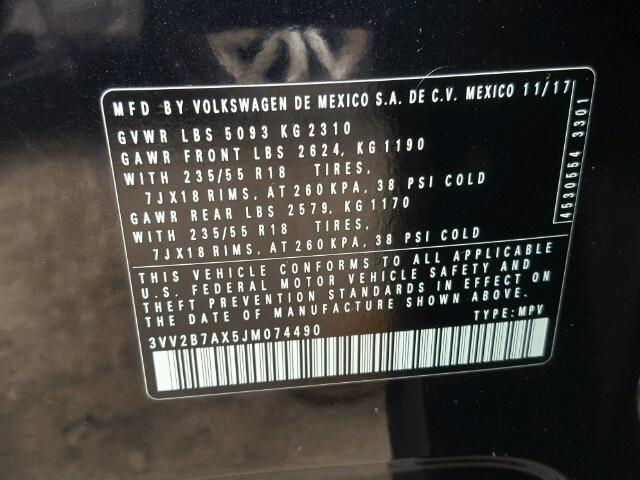 MFD BY VOLKSWAGEN DE MEXICO S.A. DE C.V. MEXICO 11/17
GVWR LBS 5093 KG 2310
GAWR FRONT LBS 2624, KG 1190
WITH 235/55 R18 TIRES,
7JX18 RIMS, AT 260 KPA, 38 PSI COLD
GAWR REAR LBS 2579, KG 1170
WITH 235/55 R18 TIRES,
7JX18 RIMS, AT 260 KPA, 38 PSI COLD
4530554 3301
THIS VEHICLE CONFORMS TO ALL APPLICABLE
U.S. FEDERAL MOTOR VEHICLE SAFETY AND
THEFT PREVENTION STANDARDS IN EFFECT ON
THE DATE OF MANUFACTURE SHOWN ABOVE.
3VV2B7AX5JM074490 TYPE: MPV